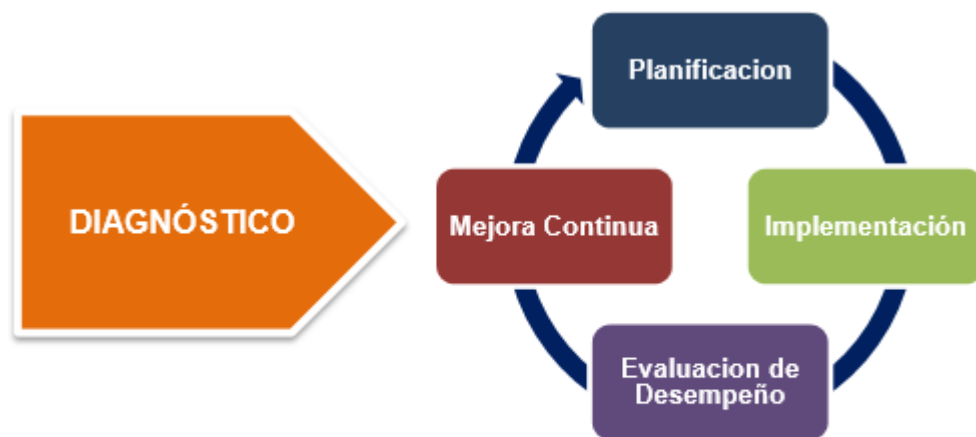 DIAGNÓSTICO
Planificacion
Mejora Continua
Implementación
Evaluacion de
Desempeño